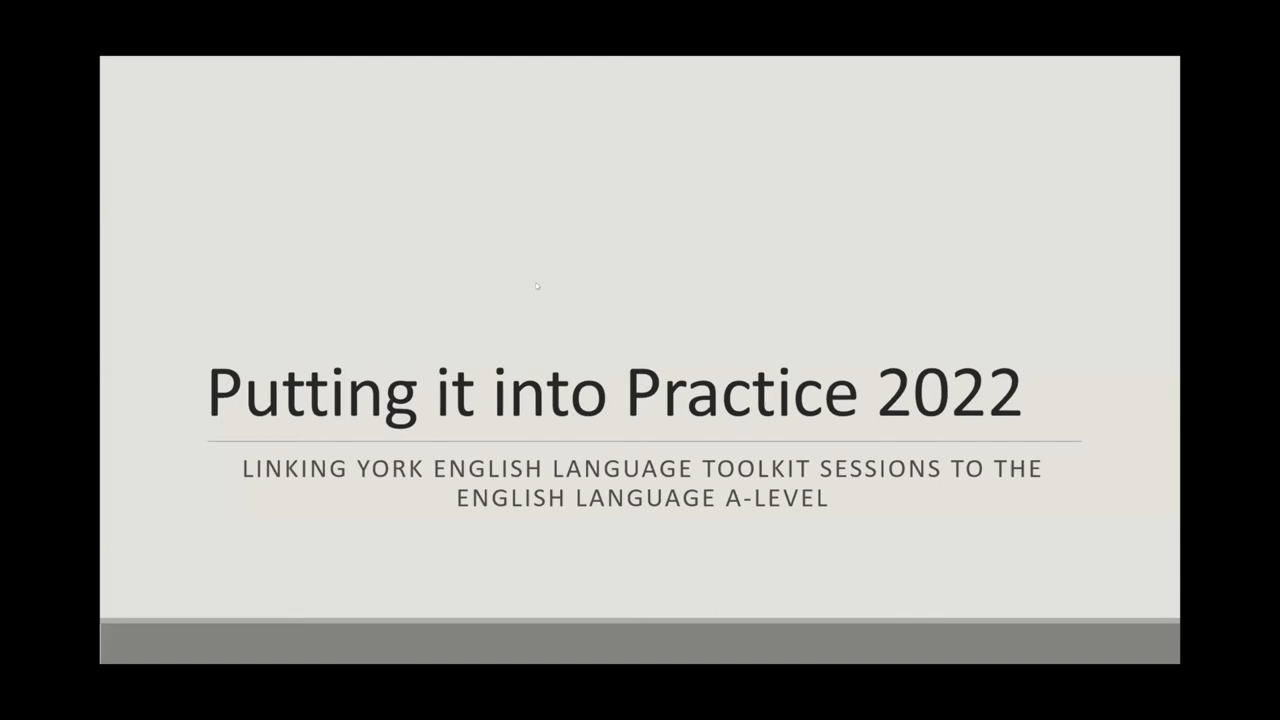 Putting it into Practice 2022
LINKING YORK ENGLISH LANGUAGE TOOLKIT SESSIONS TO THE
ENGLISH LANGUAGE A-LEVEL